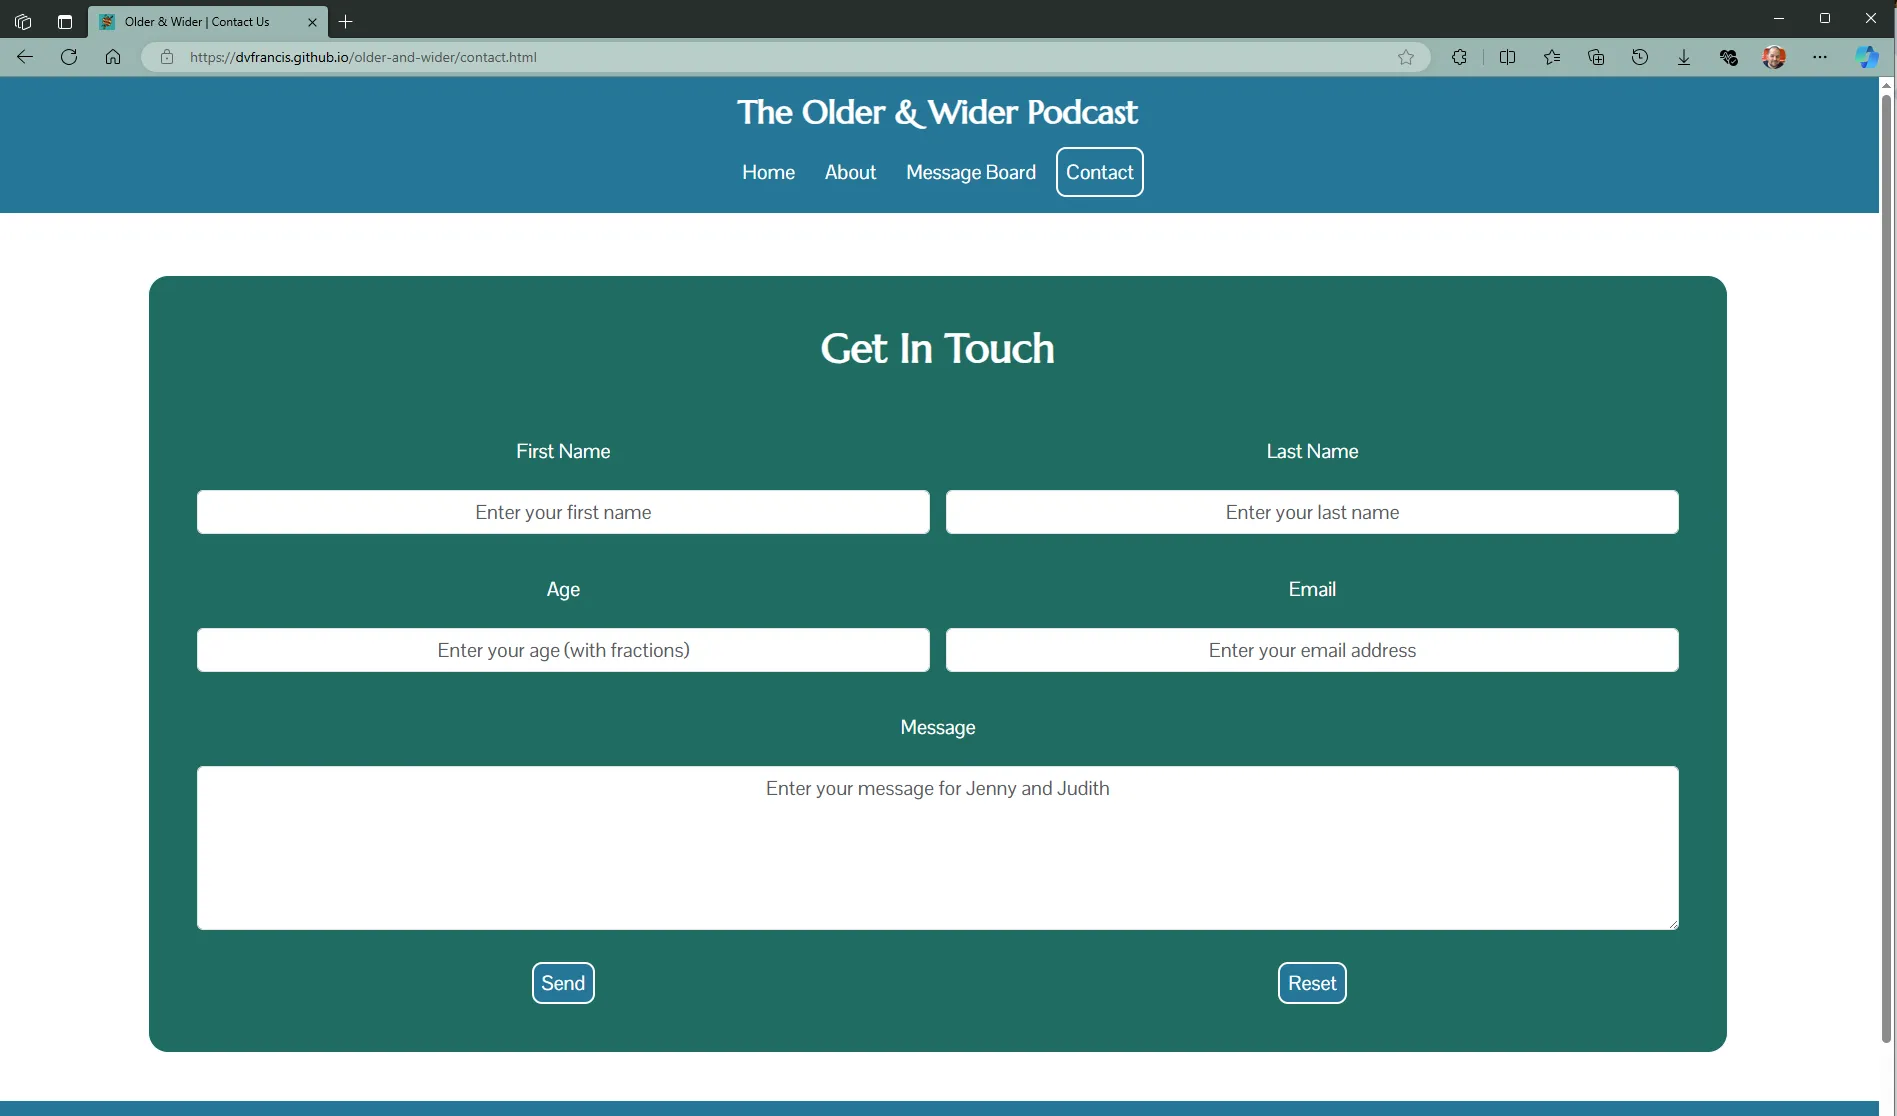 Older & Wider | Contact Us
https://dvfrancis.github.io/older-and-wider/contact.html
The Older & Wider Podcast
Home About Message Board Contact
Get In Touch
First Name Last Name
Enter your first name Enter your last name
Age Email
Enter your age (with fractions) Enter your email address
Message
Enter your message for Jenny and Judith
Send Reset